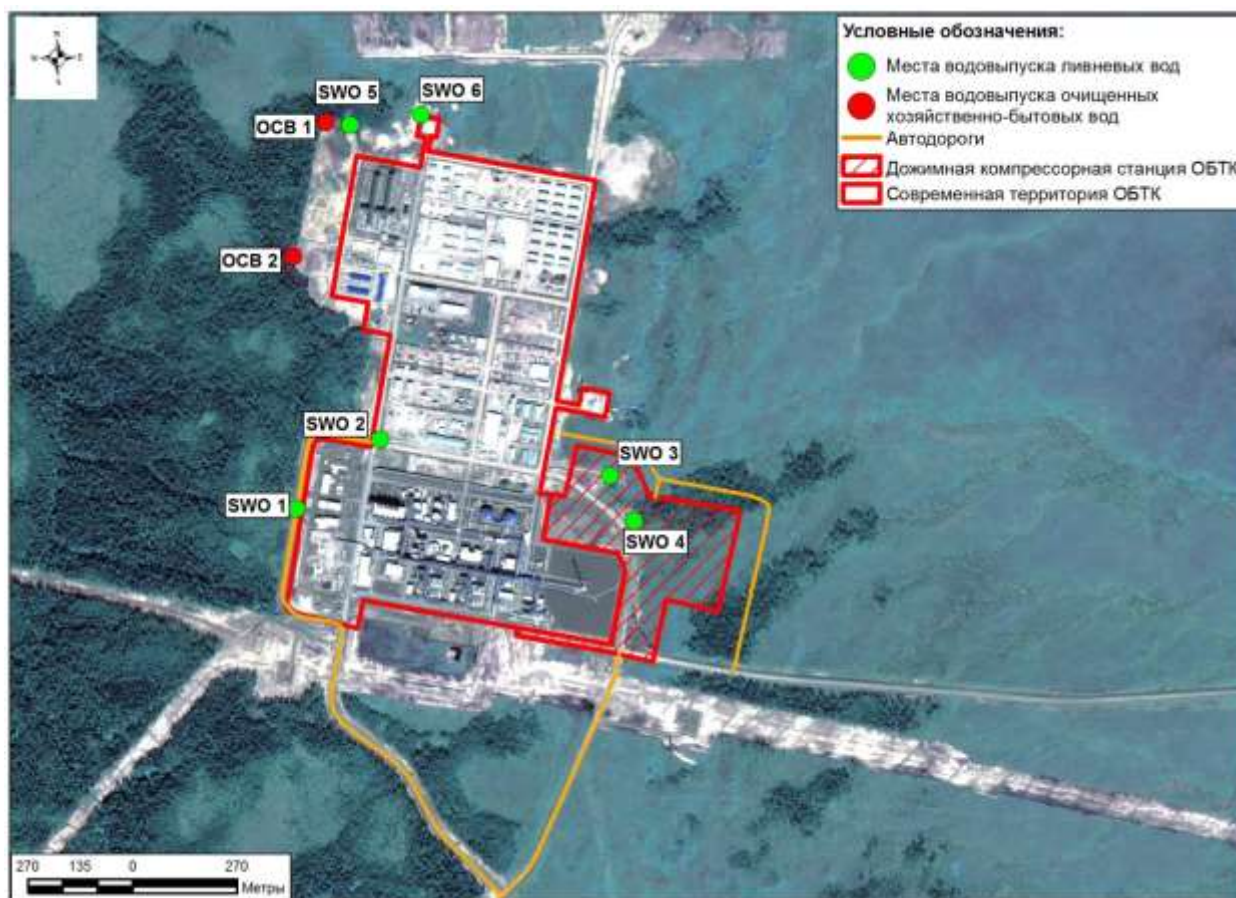 Условные обозначения:
Места водовыпуска ливневых вод
Места водовыпуска очищенных
хозяйственно-бытовых вод
Автодороги
Дожимная компрессорная станция ОБТК
Современная территория ОБТК
N
SWO 5
SWO 6
ОСВ 1
ОСВ 2
SWO 2
SWO 3
SWO 1
SWO 4
270 135 0 270
Метры